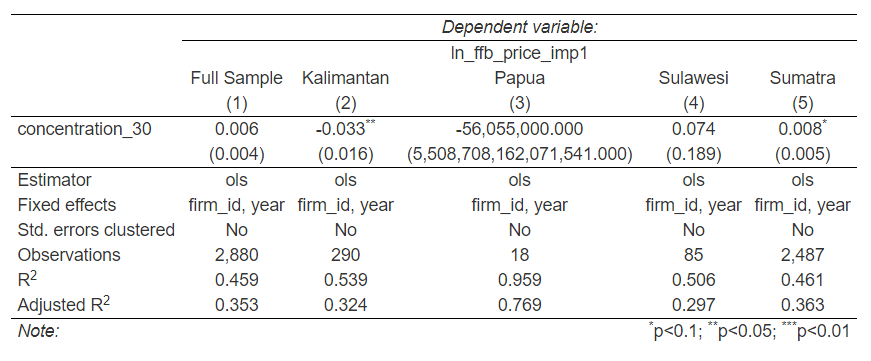 Dependent variable:
ln_ffb_price_imp1
Full Sample Kalimantan Papua Sulawesi Sumatra
(1) (2) (3) (4) (5)
concentration_30 0.006 -0.033** -56,055,000.000 0.074 0.008*
(0.004) (0.016) (5,508,708,162,071,541.000) (0.189) (0.005)
Estimator ols ols ols ols ols
Fixed effects firm_id, year firm_id, year firm_id, year firm_id, year firm_id, year
Std. errors clustered No No No No No
Observations 2,880 290 18 85 2,487
R2 0.459 0.539 0.959 0.506 0.461
Adjusted R2 0.353 0.324 0.769 0.297 0.363
Note: *p<0.1; **p<0.05; ***p<0.01